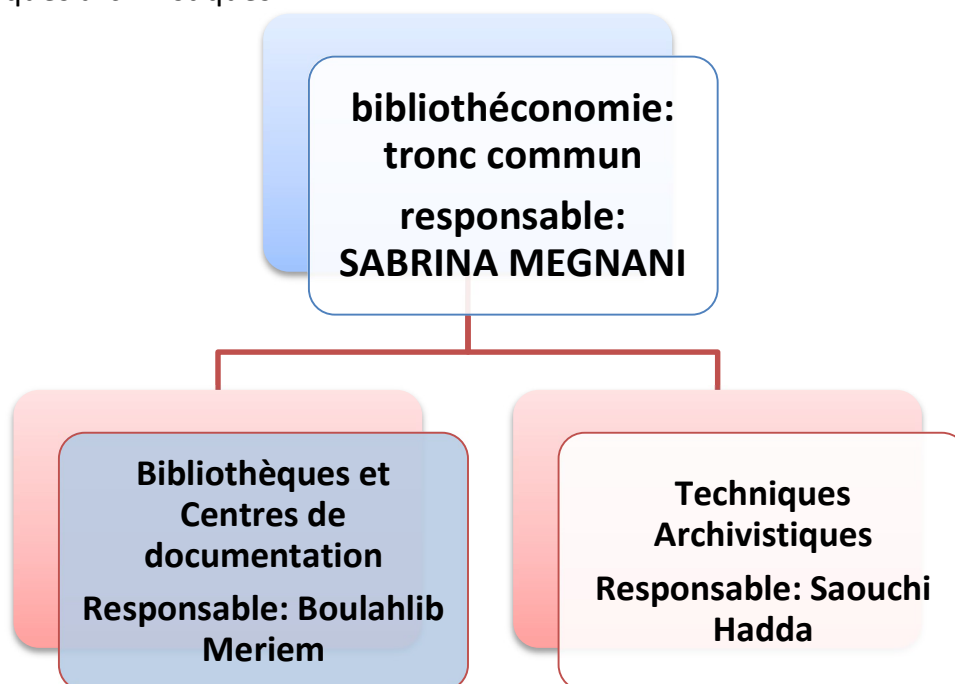 bibliothéconomie:
tronc commun
responsable:
SABRINA MEGNANI
Bibliothèques et
Centres de
documentation
Responsable: Boulahlib
Meriem
Techniques
Archivistiques
Responsable: Saouchi
Hadda